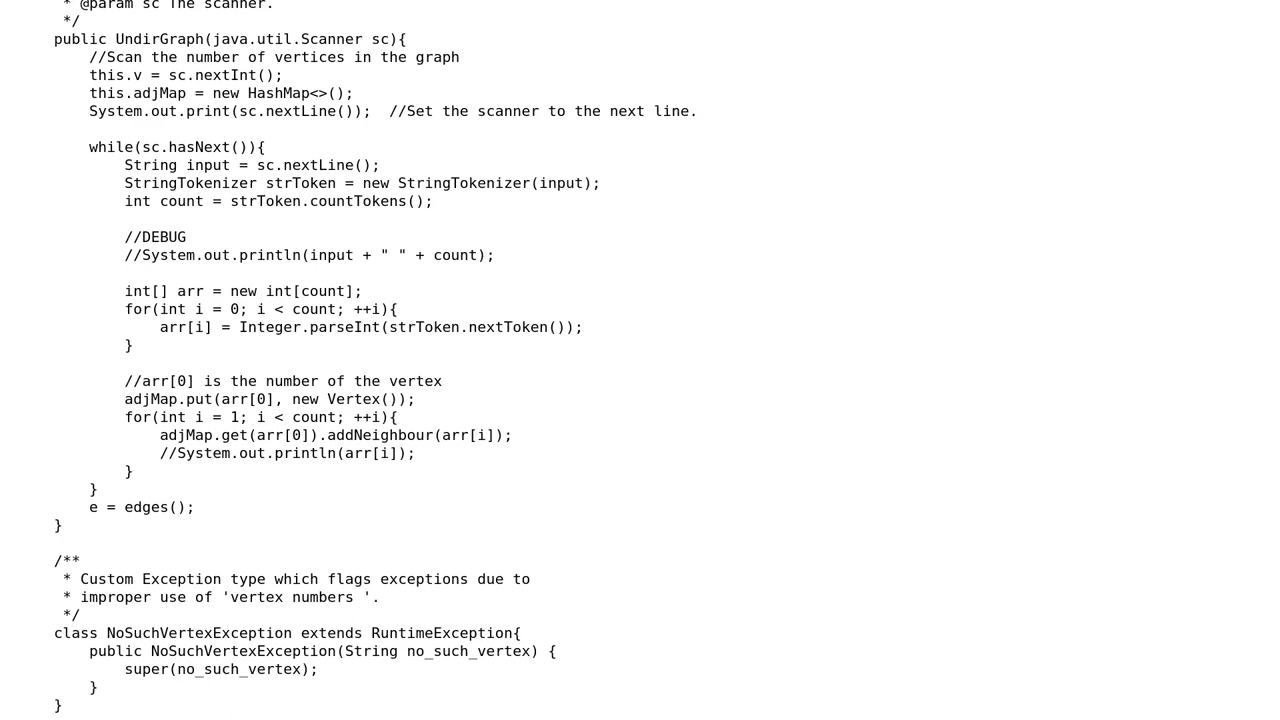 * @param sc The scanner.
     */
    public UndirGraph(java.util.Scanner sc){
        //Scan the number of vertices in the graph
        this.v = sc.nextInt();
        this.adjMap = new HashMap<>();
        System.out.print(sc.nextLine());  //Set the scanner to the next line.

        while(sc.hasNext()){
            String input = sc.nextLine();
            StringTokenizer strToken = new StringTokenizer(input);
            int count = strToken.countTokens();

            //DEBUG
            //System.out.println(input + " " + count);

            int[] arr = new int[count];
            for(int i = 0; i < count; ++i){
                arr[i] = Integer.parseInt(strToken.nextToken());
            }

            //arr[0] is the number of the vertex
            adjMap.put(arr[0], new Vertex());
            for(int i = 1; i < count; ++i){
                adjMap.get(arr[0]).addNeighbour(arr[i]);
                //System.out.println(arr[i]);
            }
        }
        e = edges();
    }

    /**
     * Custom Exception type which flags exceptions due to
     * improper use of 'vertex numbers '.
     */
    class NoSuchVertexException extends RuntimeException{
        public NoSuchVertexException(String no_such_vertex) {
            super(no_such_vertex);
        }
    }